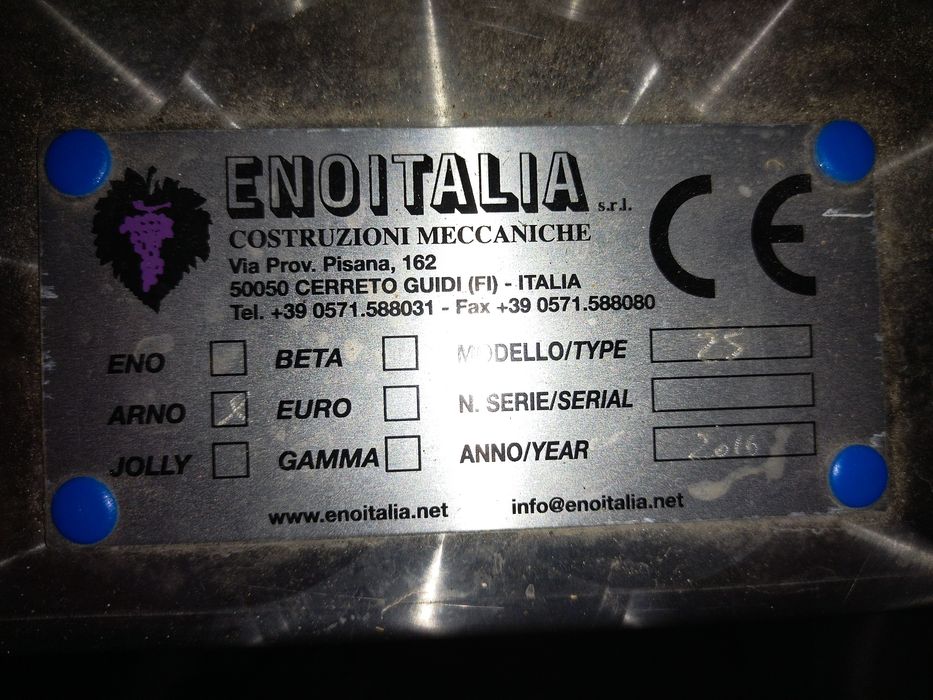 ENOITALIA s.r.l.
COSTRUZIONI MECCANICHE
Via Prov. Pisana, 162
50050 CERRETO GUIDI (FI) - ITALIA
Tel. +39 0571.588031 - Fax +39 0571.588080
CE
ENO BETA MODELLO/TYPE 25
ARNO EURO N. SERIE/SERIAL
JOLLY GAMMA ANNO/YEAR 2016
www.enoitalia.net info@enoitalia.net